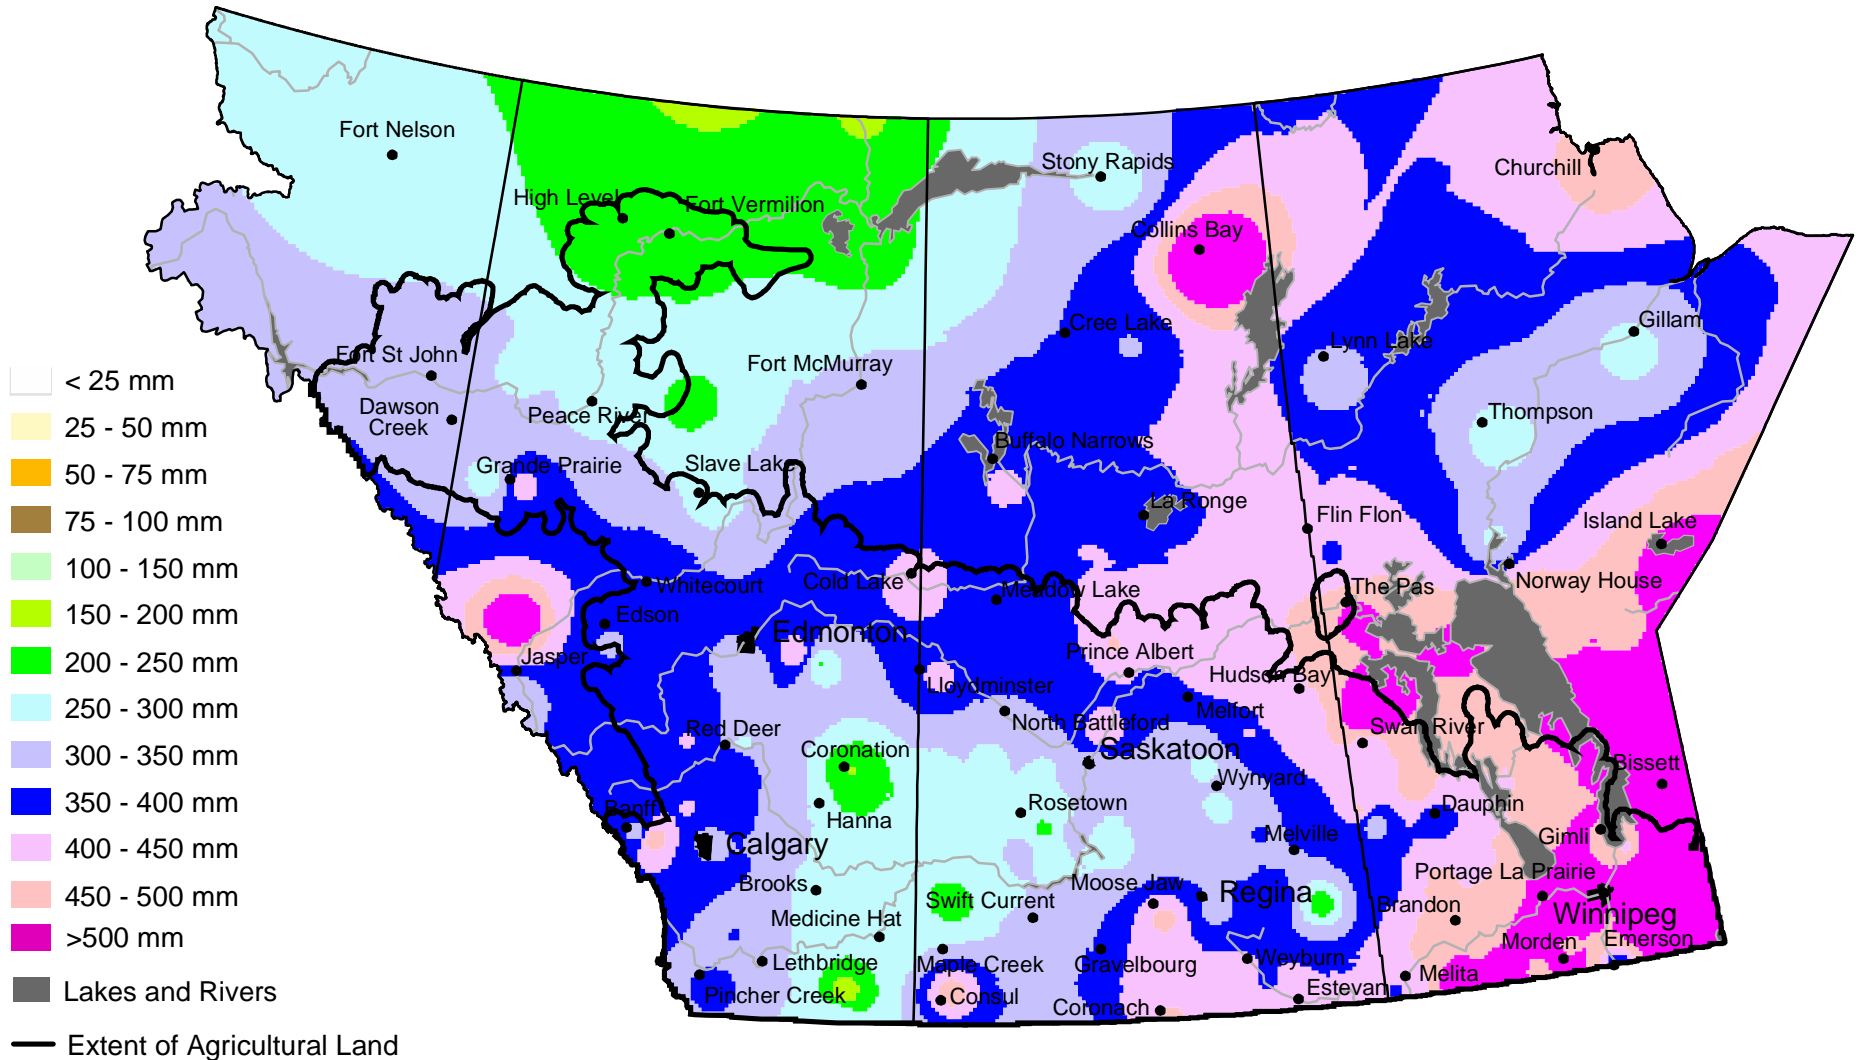 Fort Nelson
Churchill
Stony Rapids
High Level
Fort Vermilion
Collins Bay
Gillam
Cree Lake
Lynn Lake
Fort St John
Fort McMurray
Dawson
Creek
Peace River
Thompson
Buffalo Narrows
Grande Prairie
Slave Lake
La Ronge
Flin Flon
Island Lake
Whitecourt
Cold Lake
Meadow Lake
The Pas
Norway House
Edson
Edmonton
Jasper
Prince Albert
Hudson Bay
Lloydminster
Melfort
North Battleford
Swan River
Red Deer
Coronation
Saskatoon
Bissett
Wynyard
Banff
Hanna
Rosetown
Dauphin
Calgary
Melville
Gimli
Portage La Prairie
Brooks
Moose Jaw
Regina
Swift Current
Brandon
Medicine Hat
Winnipeg
Morden
Emerson
Lethbridge
Maple Creek
Gravelbourg
Weyburn
Melita
Pincher Creek
Consul
Coronach
Estevan
< 25 mm
25 - 50 mm
50 - 75 mm
75 - 100 mm
100 - 150 mm
150 - 200 mm
200 - 250 mm
250 - 300 mm
300 - 350 mm
350 - 400 mm
400 - 450 mm
450 - 500 mm
>500 mm
Lakes and Rivers
Extent of Agricultural Land